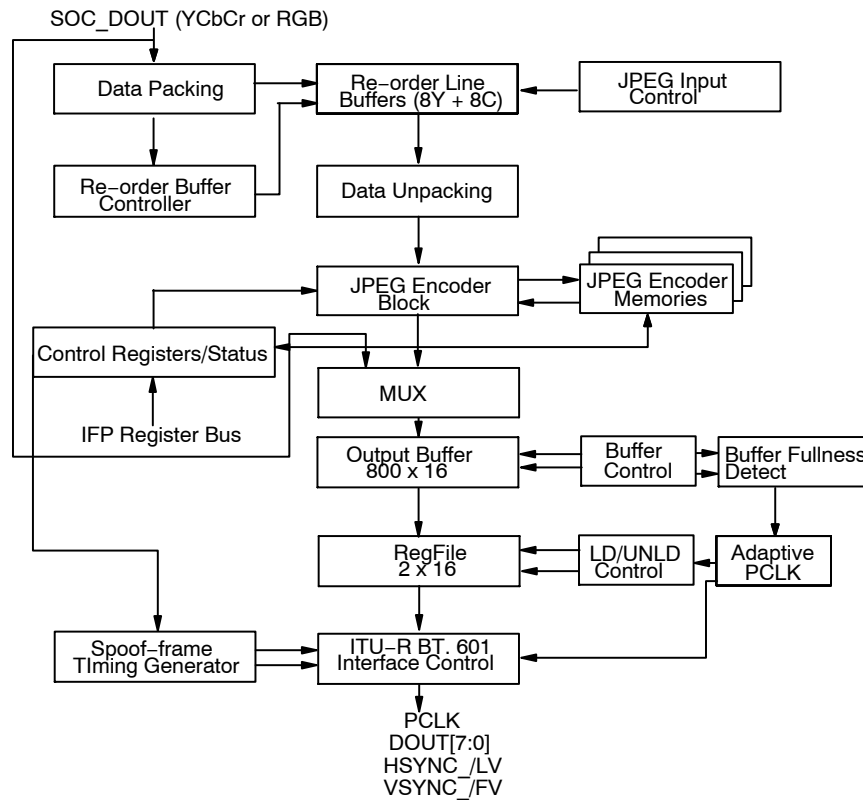 SOC_DOUT (YCbCr or RGB)
Data Packing
Re−order Line
Buffers (8Y + 8C)
JPEG Input
Control
Re−order Buffer
Controller
Data Unpacking
JPEG Encoder
Block
JPEG Encoder
Memories
Control Registers/Status
MUX
IFP Register Bus
Output Buffer
800 x 16
Buffer
Control
Buffer Fullness
Detect
RegFile
2 x 16
LD/UNLD
Control
Adaptive
PCLK
Spoof−frame
TIming Generator
ITU−R BT. 601
Interface Control
PCLK
DOUT[7:0]
HSYNC_/LV
VSYNC_/FV